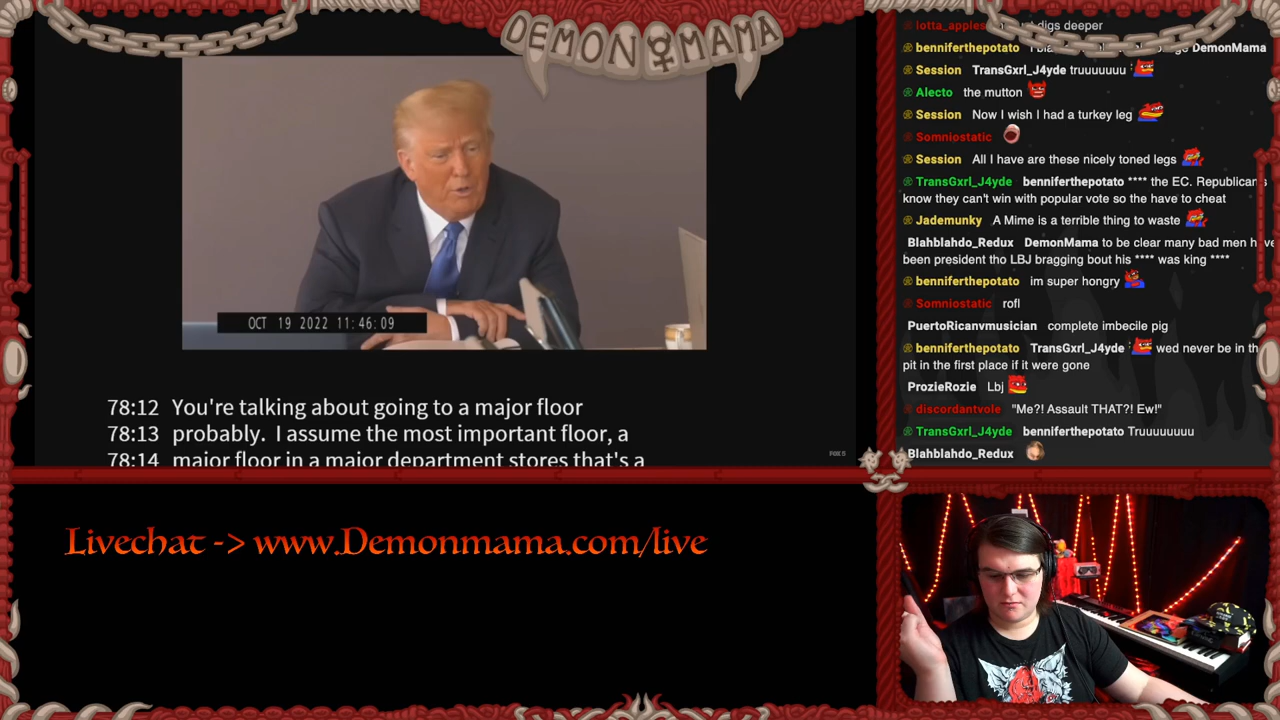 DEMON MAMA
OCT 19 2022 11:46:09
78:12 You're talking about going to a major floor
78:13 probably. I assume the most important floor, a
78:14 major floor in a major department stores that's a
FOX 5
Livechat -> www.Demonmama.com/live
lotta_apples digs deeper
benniferthepotato DemonMama
Session TransGxrl_J4yde truuuuuuu
Alecto the mutton
Session Now I wish I had a turkey leg
Somniostatic
Session All I have are these nicely toned legs
TransGxrl_J4yde benniferthepotato **** the EC. Republicans
know they can't win with popular vote so the have to cheat
Jademunky A Mime is a terrible thing to waste
Blahblahdo_Redux DemonMama to be clear many bad men have
been president tho LBJ bragging bout his **** was king ****
benniferthepotato im super hongry
Somniostatic rofl
PuertoRicanvmusician complete imbecile pig
benniferthepotato TransGxrl_J4yde wed never be in th
pit in the first place if it were gone
ProzieRozie Lbj
discordantvole "Me?! Assault THAT?! Ew!"
TransGxrl_J4yde benniferthepotato Truuuuuuu
Blahblahdo_Redux